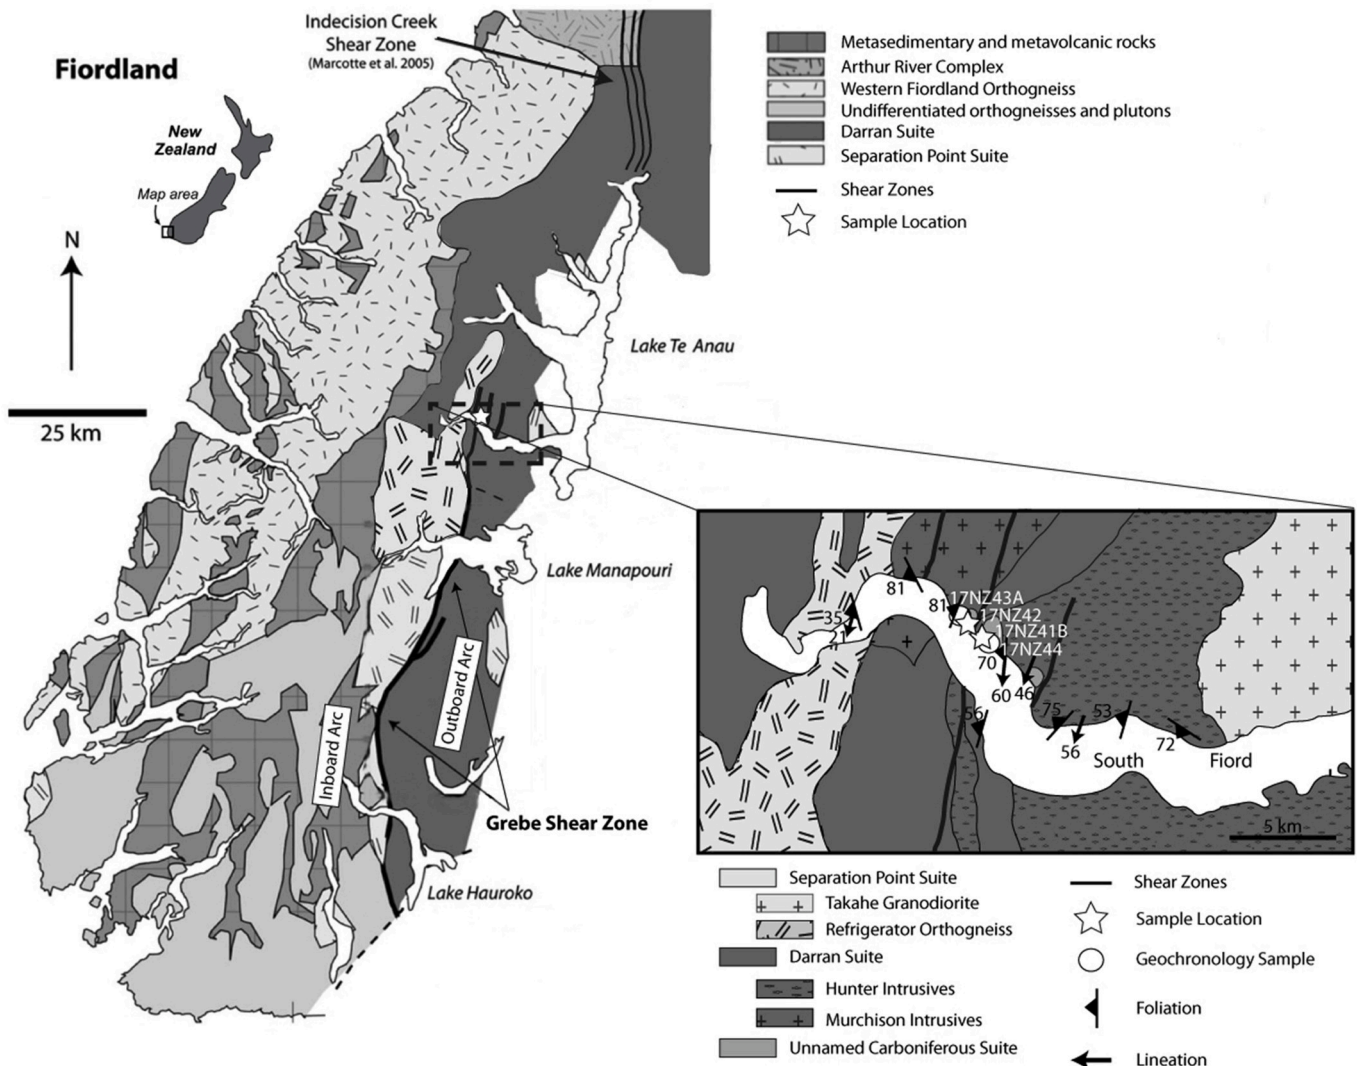 Indecision Creek
Shear Zone
(Marcotte et al. 2005)
Fiordland
New
Zealand
Map area
N
25 km
Metasedimentary and metavolcanic rocks
Arthur River Complex
Western Fiordland Orthogneiss
Undifferentiated orthogneisses and plutons
Darran Suite
Separation Point Suite
Shear Zones
Sample Location
Lake Te Anau
Lake Manapouri
Outboard Arc
Inboard Arc
Grebe Shear Zone
Lake Hauroko
81
81
17NZ43A
35
17NZ42
21
17NZ41B
17NZ44
70
60
46
56
75
53
56
72
South
Fiord
5 km
Separation Point Suite
Takahe Granodiorite
Refrigerator Orthogneiss
Darran Suite
Hunter Intrusives
Murchison Intrusives
Unnamed Carboniferous Suite
Shear Zones
Sample Location
Geochronology Sample
Foliation
Lineation